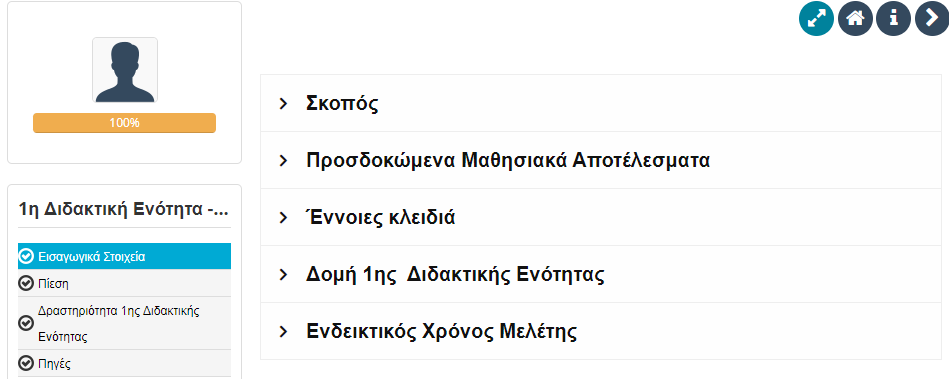 100%
1η Διδακτική Ενότητα -...
Εισαγωγικά Στοιχεία
Πίεση
Δραστηριότητα 1ης Διδακτικής
Ενότητας
Πηγές
Σκοπός
Προσδοκώμενα Μαθησιακά Αποτέλεσματα
Έννοιες κλειδιά
Δομή 1ης Διδακτικής Ενότητας
Ενδεικτικός Χρόνος Μελέτης